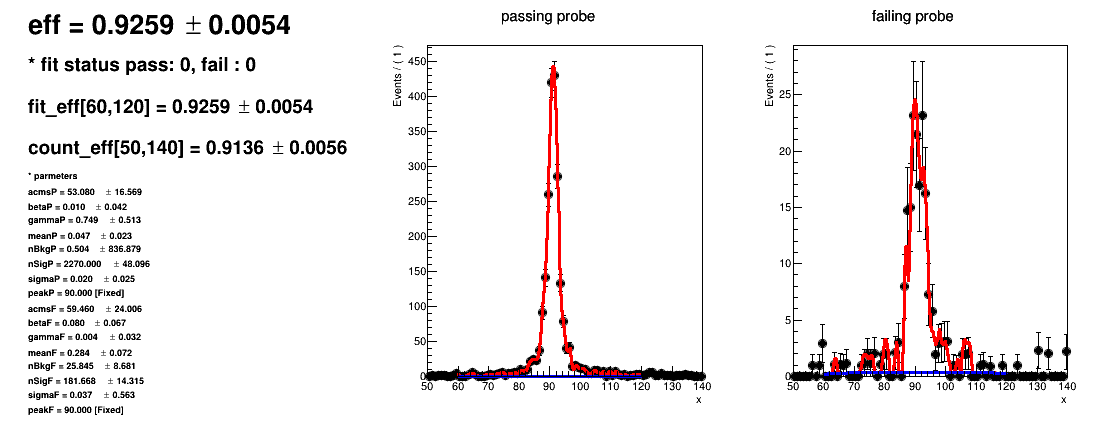 eff = 0.9259 ± 0.0054
* fit status pass: 0, fail : 0
fit_eff[60,120] = 0.9259 ± 0.0054
count_eff[50,140] = 0.9136 ± 0.0056
* parmeters
acmsP = 53.080 ± 16.569
betaP = 0.010 ± 0.042
gammaP = 0.749 ± 0.513
meanP = 0.047 ± 0.023
nBkgP = 0.504 ± 836.879
nSigP = 2270.000 ± 48.096
sigmaP = 0.020 ± 0.025
peakP = 90.000 [Fixed]
acmsF = 59.460 ± 24.006
betaF = 0.080 ± 0.067
gammaF = 0.004 ± 0.032
meanF = 0.284 ± 0.072
nBkgF = 25.845 ± 8.681
nSigF = 181.668 ± 14.315
sigmaF = 0.037 ± 0.563
peakF = 90.000 [Fixed]
passing probe
Events / ( 1 )
450
400
350
300
250
200
150
100
50
0
50 60 70 80 90 100 110 120 130 140
x
failing probe
Events / ( 1 )
25
20
15
10
5
0
50 60 70 80 90 100 110 120 130 140
x